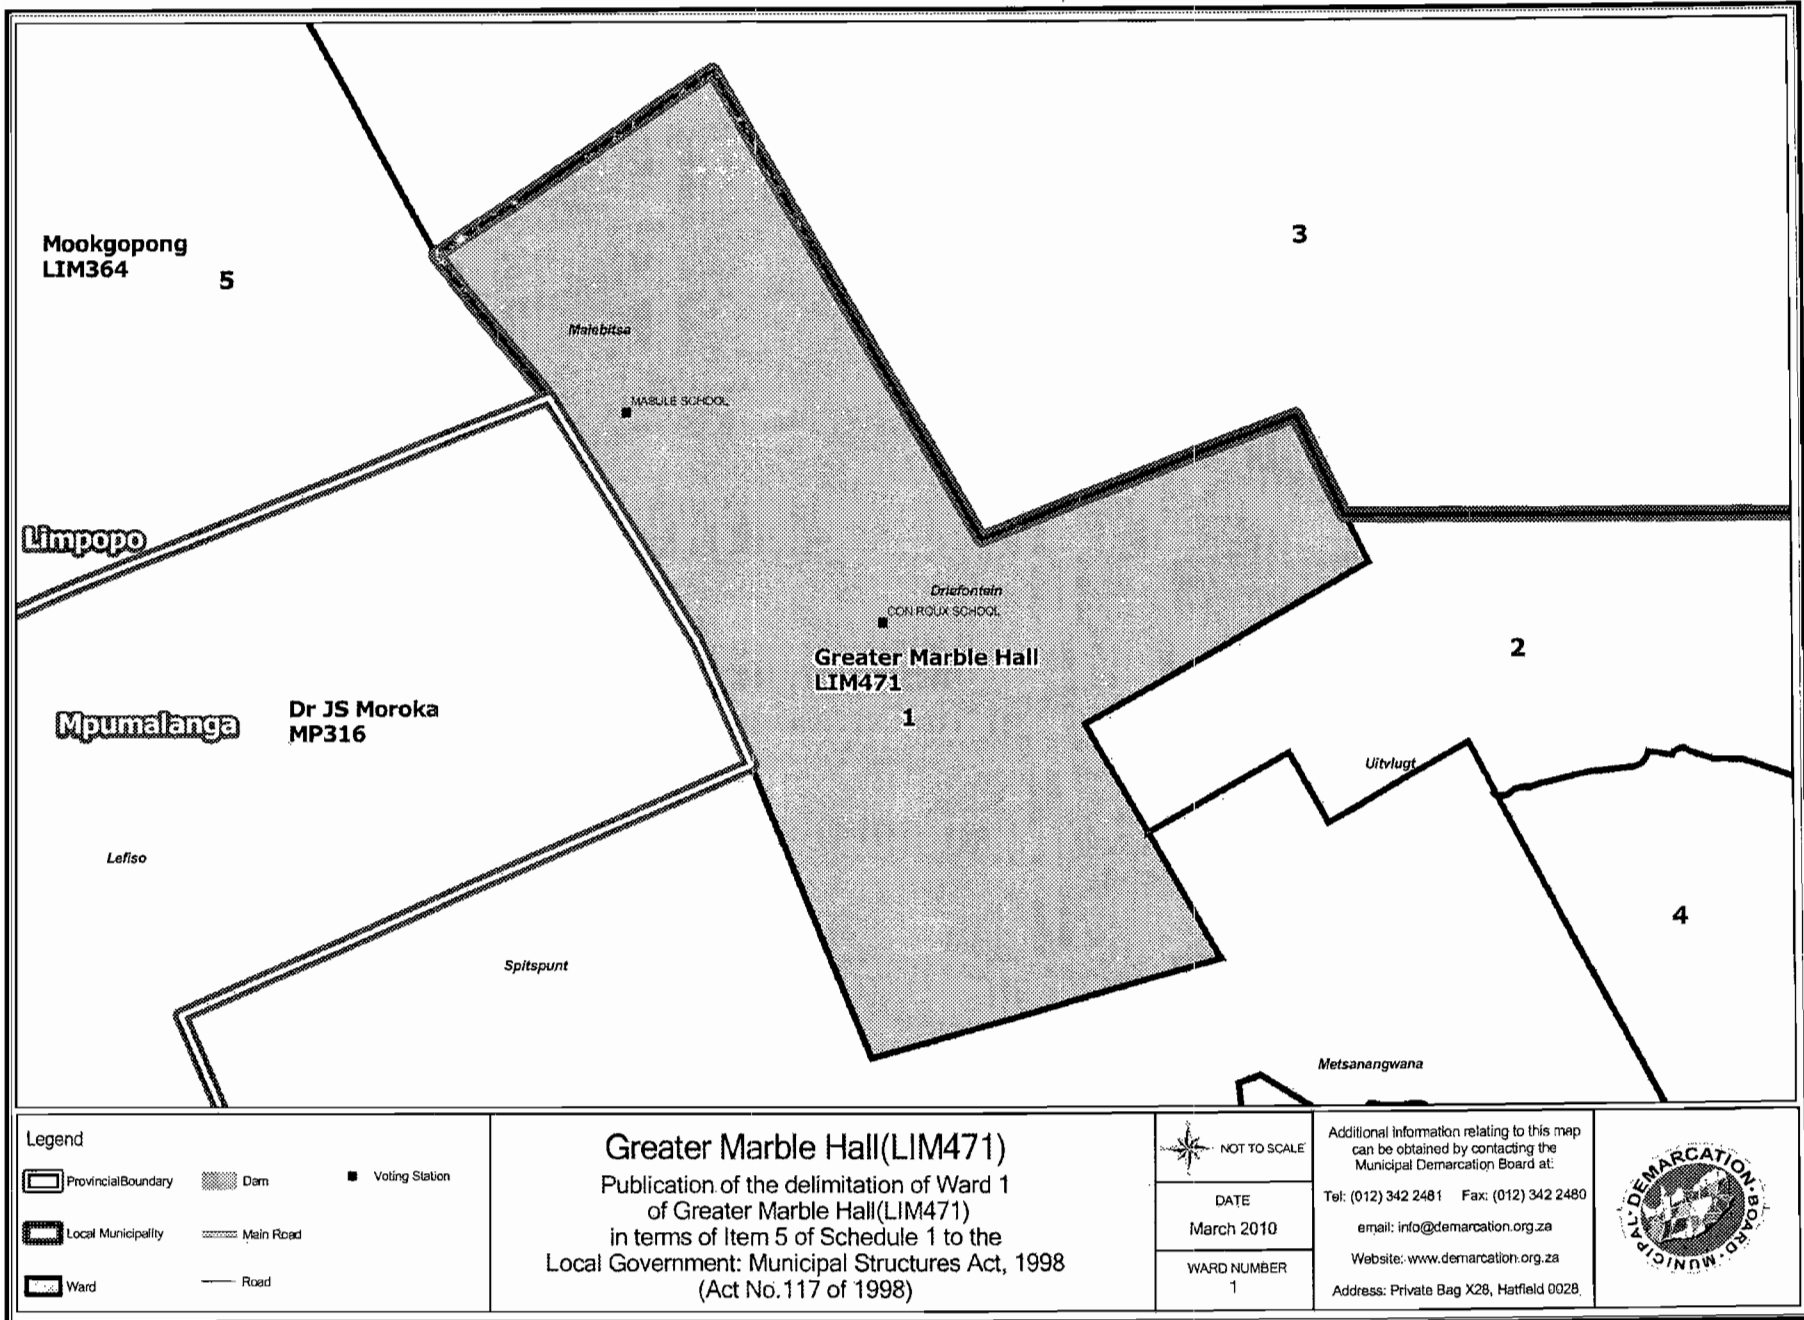 3
Mookgopong
LIM364
5
Malebitsa
MABULE SCHOOL
Limpopo
Driefontein
CON ROUX SCHOOL
Greater Marble Hall
LIM471
1
2
Mpumalanga
Dr JS Moroka
MP316
Uitvlugt
Lefiso
4
Spitspunt
Metsanangwana
Legend
ProvincialBoundary
Dam
Voting Station
Local Municipality
Main Road
Ward
Road
Greater Marble Hall(LIM471)
Publication of the delimitation of Ward 1
of Greater Marble Hall(LIM471)
in terms of Item 5 of Schedule 1 to the
Local Government: Municipal Structures Act, 1998
(Act No.117 of 1998)
NOT TO SCALE
DATE
March 2010
WARD NUMBER
1
Additional information relating to this map
can be obtained by contacting the
Municipal Demarcation Board at:
Tel: (012) 342 2481 Fax: (012) 342 2480
email: info@demarcation.org.za
Website: www.demarcation.org.za
Address: Private Bag X28, Hatfield 0028
MUNICIPAL DEMARCATION BOARD